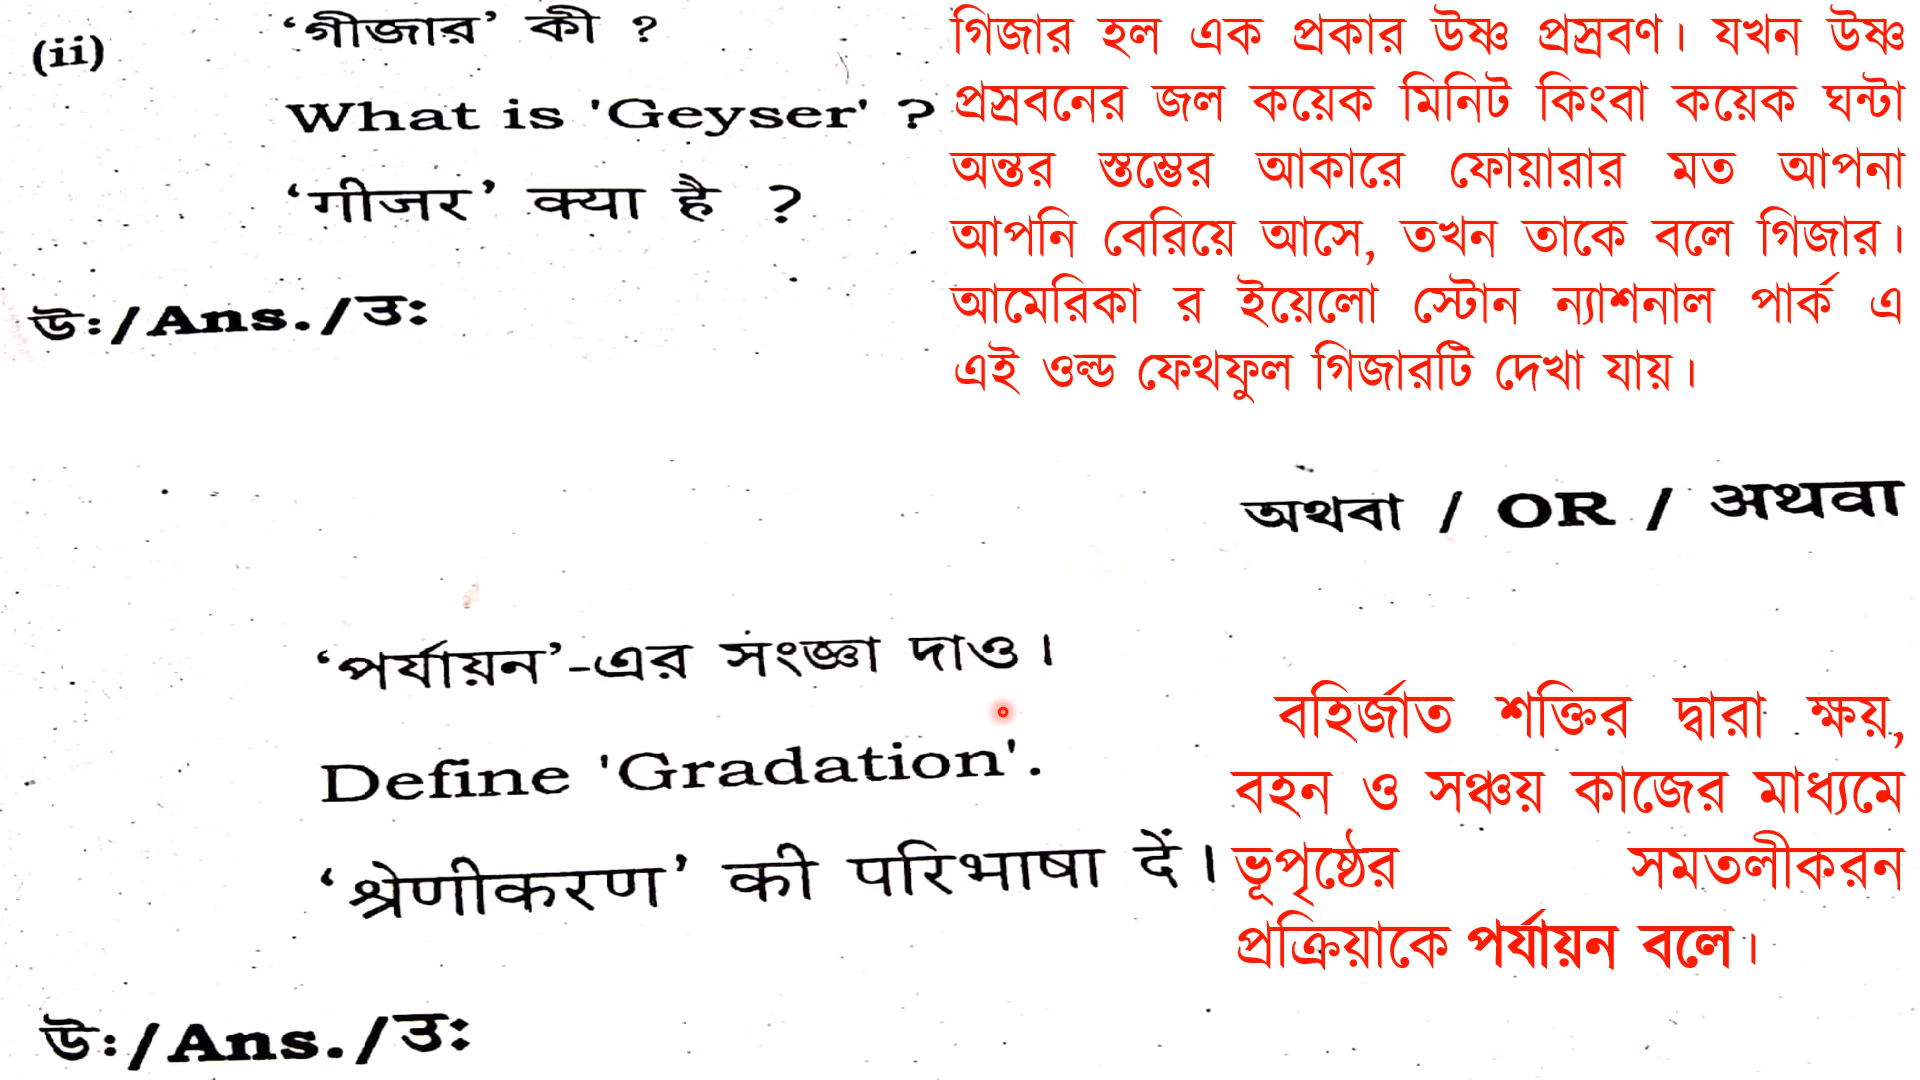 (ii) ‘গীজার’ কী ?
What is 'Geyser' ?
‘गीजर’ क्या है ?
উঃ/Ans./उः
গিজার হল এক প্রকার উষ্ণ প্রস্রবণ। যখন উষ্ণ
প্রস্রবনের জল কয়েক মিনিট কিংবা কয়েক ঘন্টা
অন্তর স্তম্ভের আকারে ফোয়ারার মত আপনা
আপনি বেরিয়ে আসে, তখন তাকে বলে গিজার।
আমেরিকা র ইয়েলো স্টোন ন্যাশনাল পার্ক এ
এই ওল্ড ফেথফুল গিজারটি দেখা যায়।
অথবা / OR / अथवा
‘পর্যায়ন’-এর সংজ্ঞা দাও।
Define 'Gradation'.
‘श्रेणीकरण’ की परिभाषा दें।
বহির্জাত শক্তির দ্বারা ক্ষয়,
বহন ও সঞ্চয় কাজের মাধ্যমে
ভূপৃষ্ঠের সমতলীকরন
প্রক্রিয়াকে পর্যায়ন বলে।
উঃ/Ans./उः